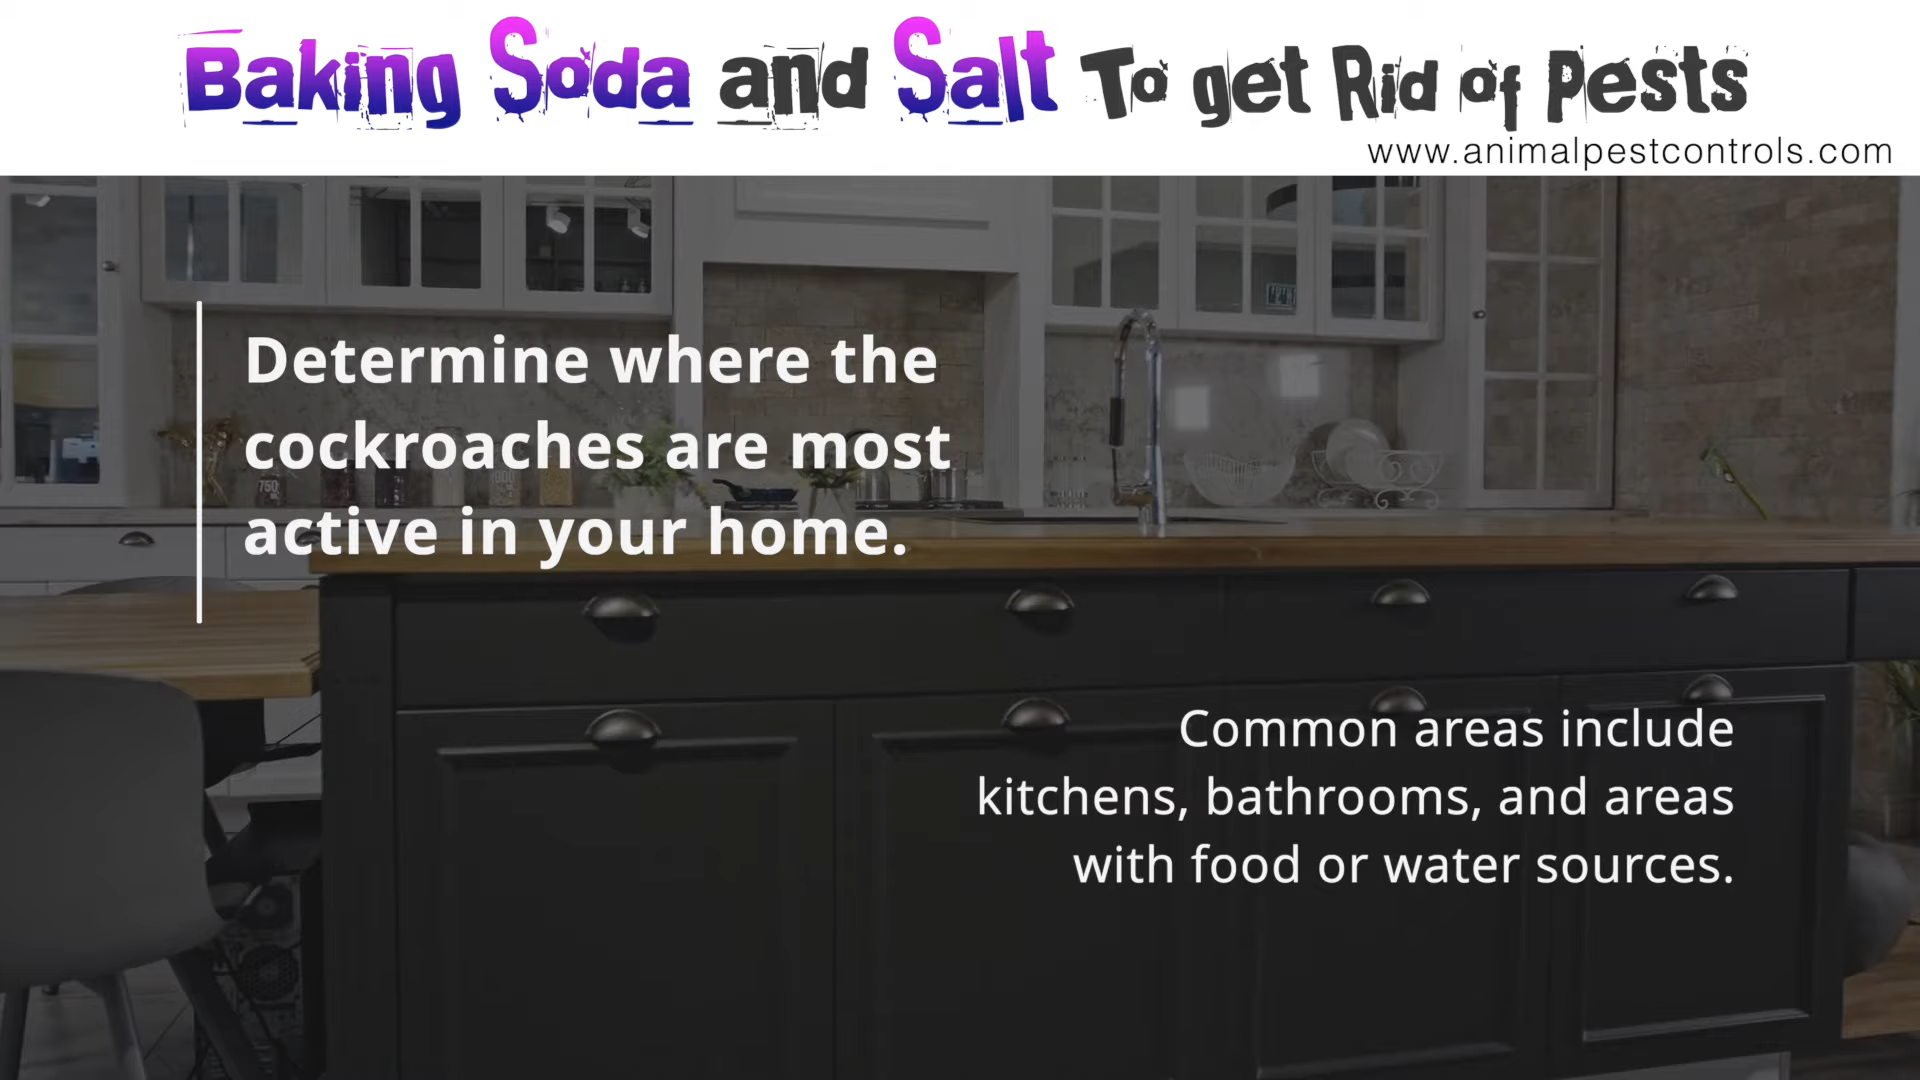 Baking Soda and Salt To get Rid of Pests
www.animalpestcontrols.com
Determine where the
cockroaches are most
active in your home.
Common areas include
kitchens, bathrooms, and areas
with food or water sources.
750